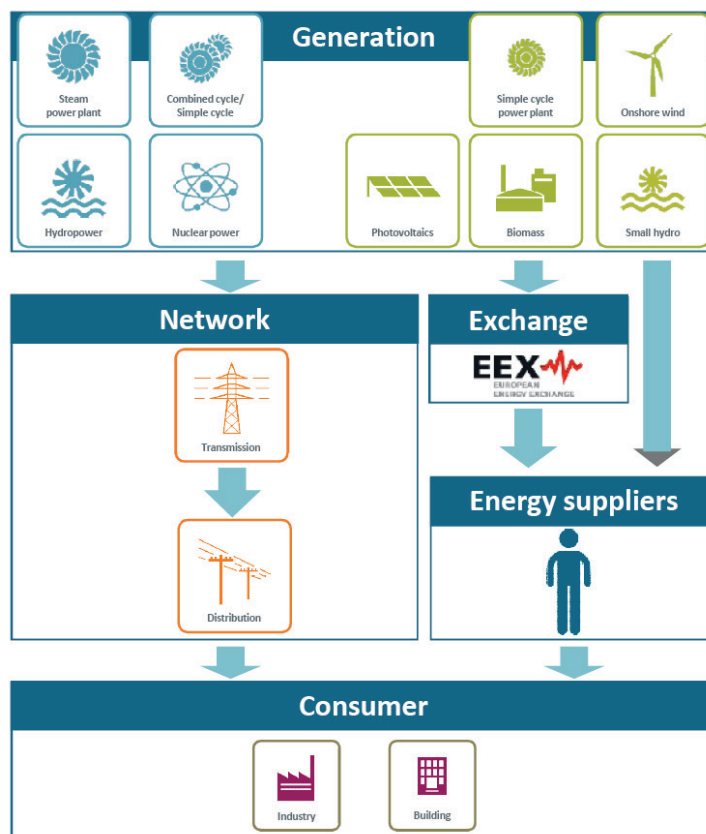 Generation
Steam
power plant
Combined cycle/
Simple cycle
Simple cycle
power plant
Onshore wind
Hydropower
Nuclear power
Photovoltaics
Biomass
Small hydro
Network
Exchange
EEX
EUROPEAN
ENERGY EXCHANGE
Transmission
Energy suppliers
Distribution
Consumer
Industry
Building